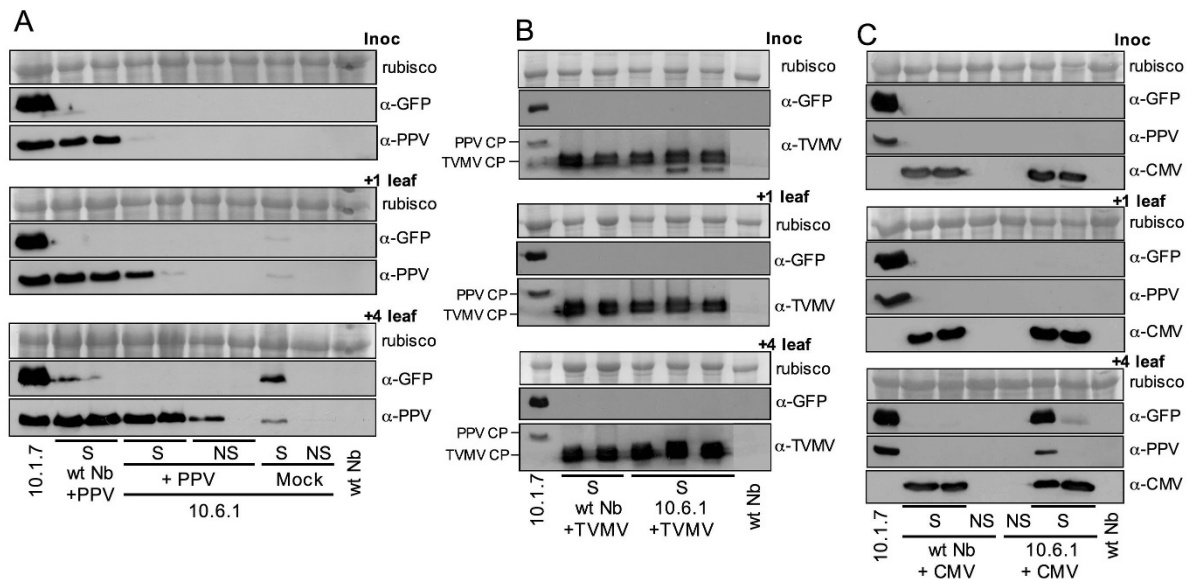 A
Inoc
rubisco
α-GFP
α-PPV
+1 leaf
rubisco
α-GFP
α-PPV
+4 leaf
rubisco
α-GFP
α-PPV
10.1.7
S
wt Nb
+PPV
S NS
+ PPV
S NS
Mock
10.6.1
wt Nb
B
Inoc
rubisco
α-GFP
PPV CP
TVMV CP
α-TVMV
+1 leaf
rubisco
α-GFP
PPV CP
TVMV CP
α-TVMV
+4 leaf
rubisco
α-GFP
PPV CP
TVMV CP
α-TVMV
10.1.7
S
wt Nb
+TVMV
S
10.6.1
+TVMV
wt Nb
C
Inoc
rubisco
α-GFP
α-PPV
α-CMV
+1 leaf
rubisco
α-GFP
α-PPV
α-CMV
+4 leaf
rubisco
α-GFP
α-PPV
α-CMV
10.1.7
S NS
wt Nb
+ CMV
NS S
10.6.1
+ CMV
wt Nb